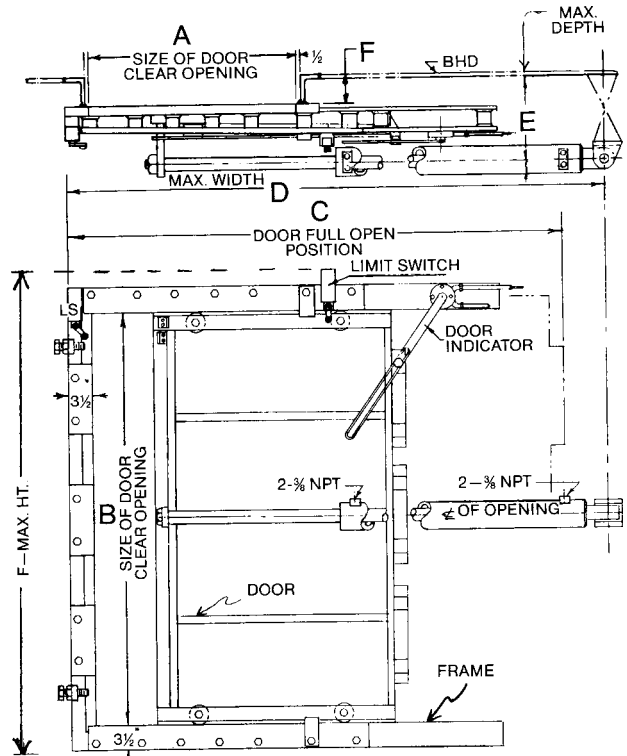 A
SIZE OF DOOR
CLEAR OPENING
½
F
BHD
MAX.
DEPTH
E
MAX. WIDTH
D
C
DOOR FULL OPEN
POSITION
LIMIT SWITCH
LS
DOOR
INDICATOR
3½"
2-⅜ NPT
2-⅜ NPT
B
SIZE OF DOOR
CLEAR OPENING
℄ OF OPENING
F-MAX. HT.
DOOR
FRAME
3½"